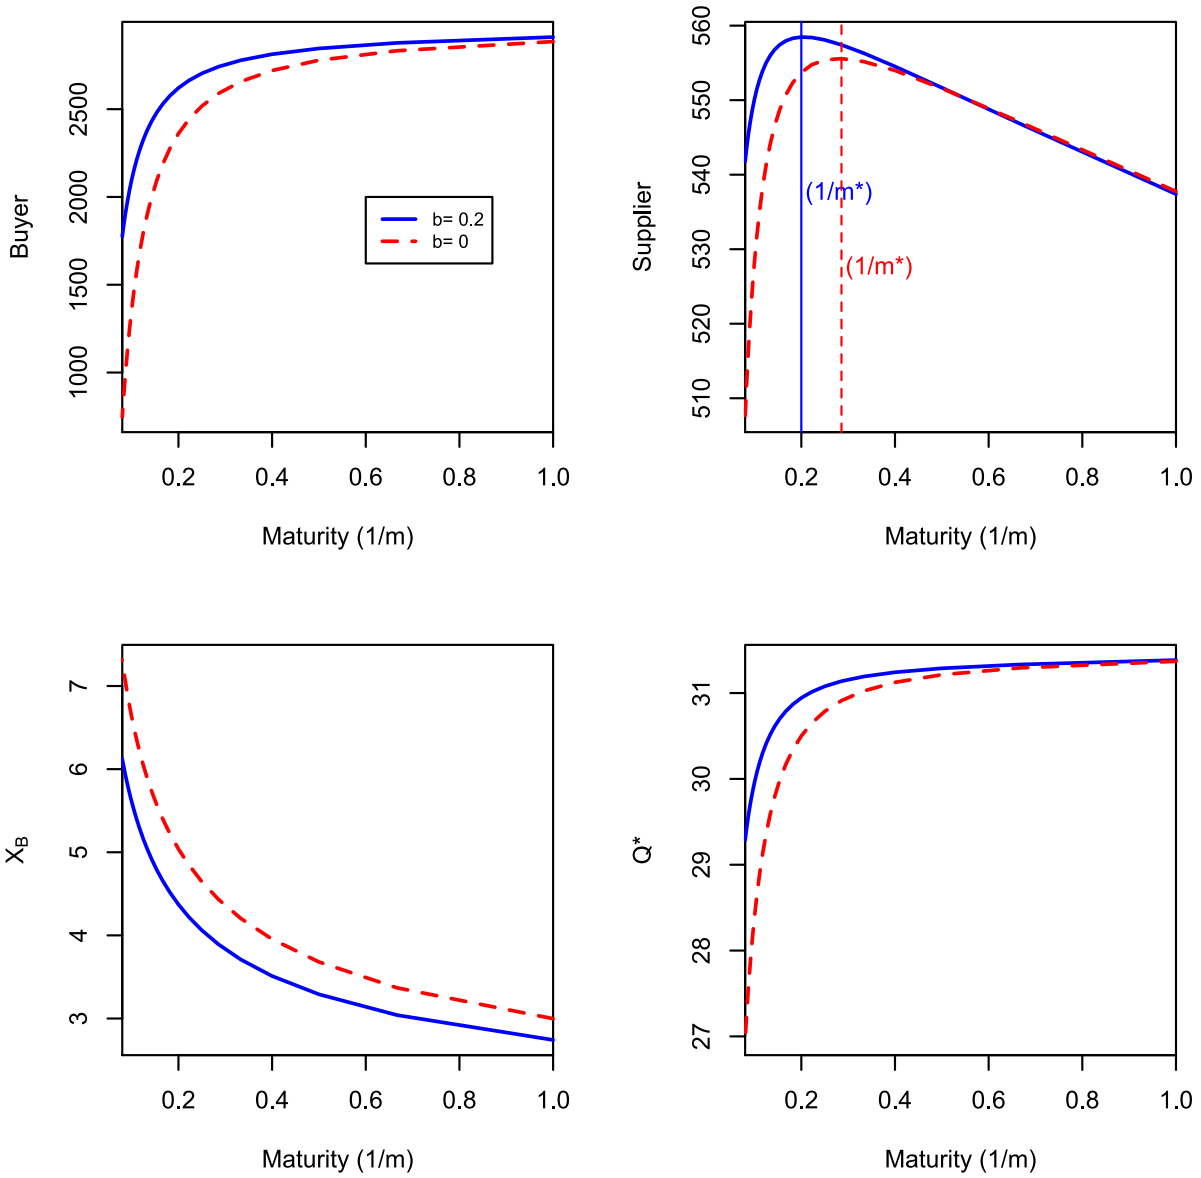 Buyer
2500
2000
1500
1000
b= 0.2
b= 0
0.2 0.4 0.6 0.8 1.0
Maturity (1/m)
Supplier
560
550
540
530
520
510
(1/m*)
(1/m*)
0.2 0.4 0.6 0.8 1.0
Maturity (1/m)
X_B
7
6
5
4
3
0.2 0.4 0.6 0.8 1.0
Maturity (1/m)
Q*
31
30
29
28
27
0.2 0.4 0.6 0.8 1.0
Maturity (1/m)